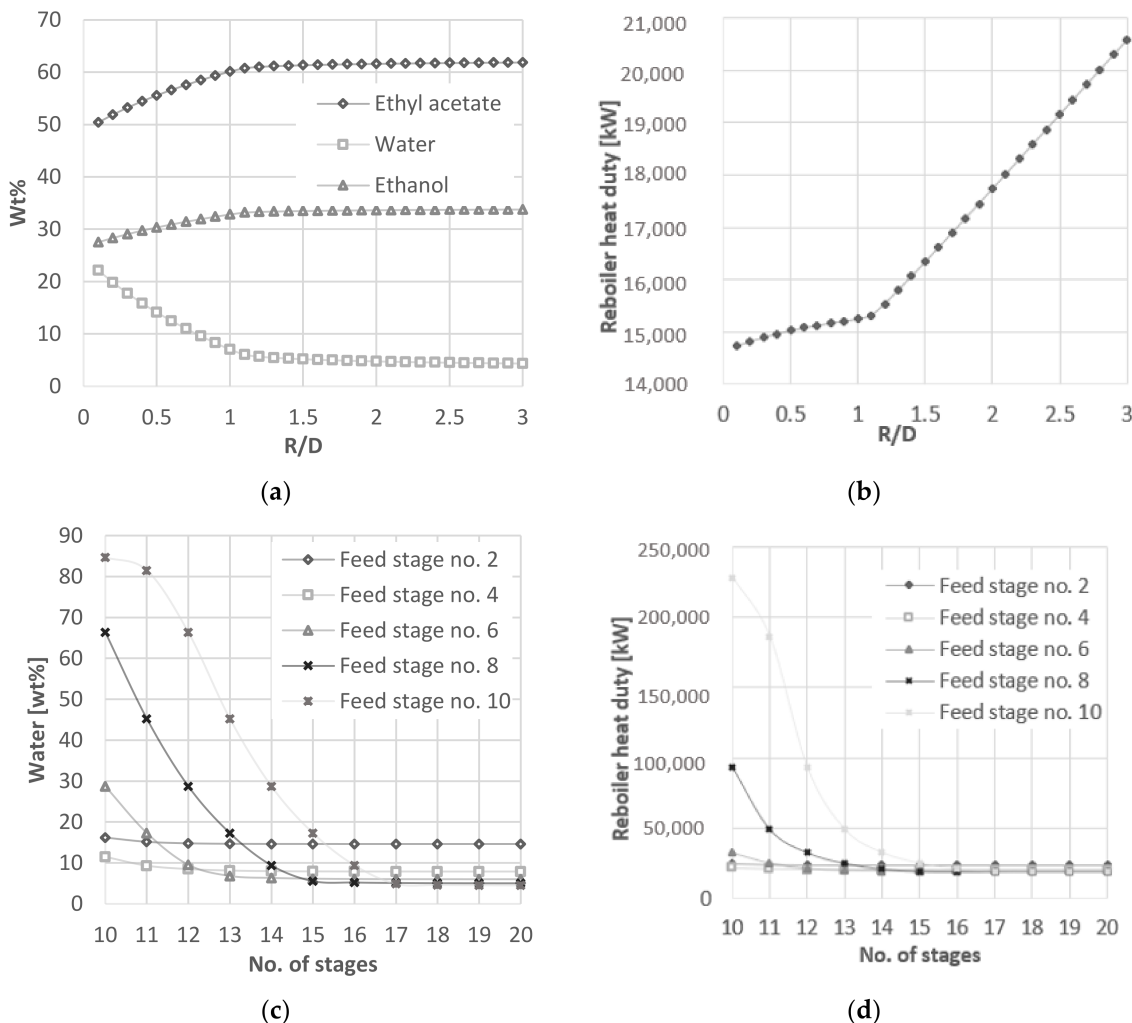 70
60
50
40
30
20
10
0
Wt%
Ethyl acetate
Water
Ethanol
0 0.5 1 1.5 2 2.5 3
R/D
(a)
21,000
20,000
19,000
18,000
17,000
16,000
15,000
14,000
Reboiler heat duty [kW]
0 0.5 1 1.5 2 2.5 3
R/D
(b)
90
80
70
60
50
40
30
20
10
0
Water [wt%]
Feed stage no. 2
Feed stage no. 4
Feed stage no. 6
Feed stage no. 8
Feed stage no. 10
10 11 12 13 14 15 16 17 18 19 20
No. of stages
(c)
250,000
200,000
150,000
100,000
50,000
0
Reboiler heat duty [kW]
Feed stage no. 2
Feed stage no. 4
Feed stage no. 6
Feed stage no. 8
Feed stage no. 10
10 11 12 13 14 15 16 17 18 19 20
No. of stages
(d)